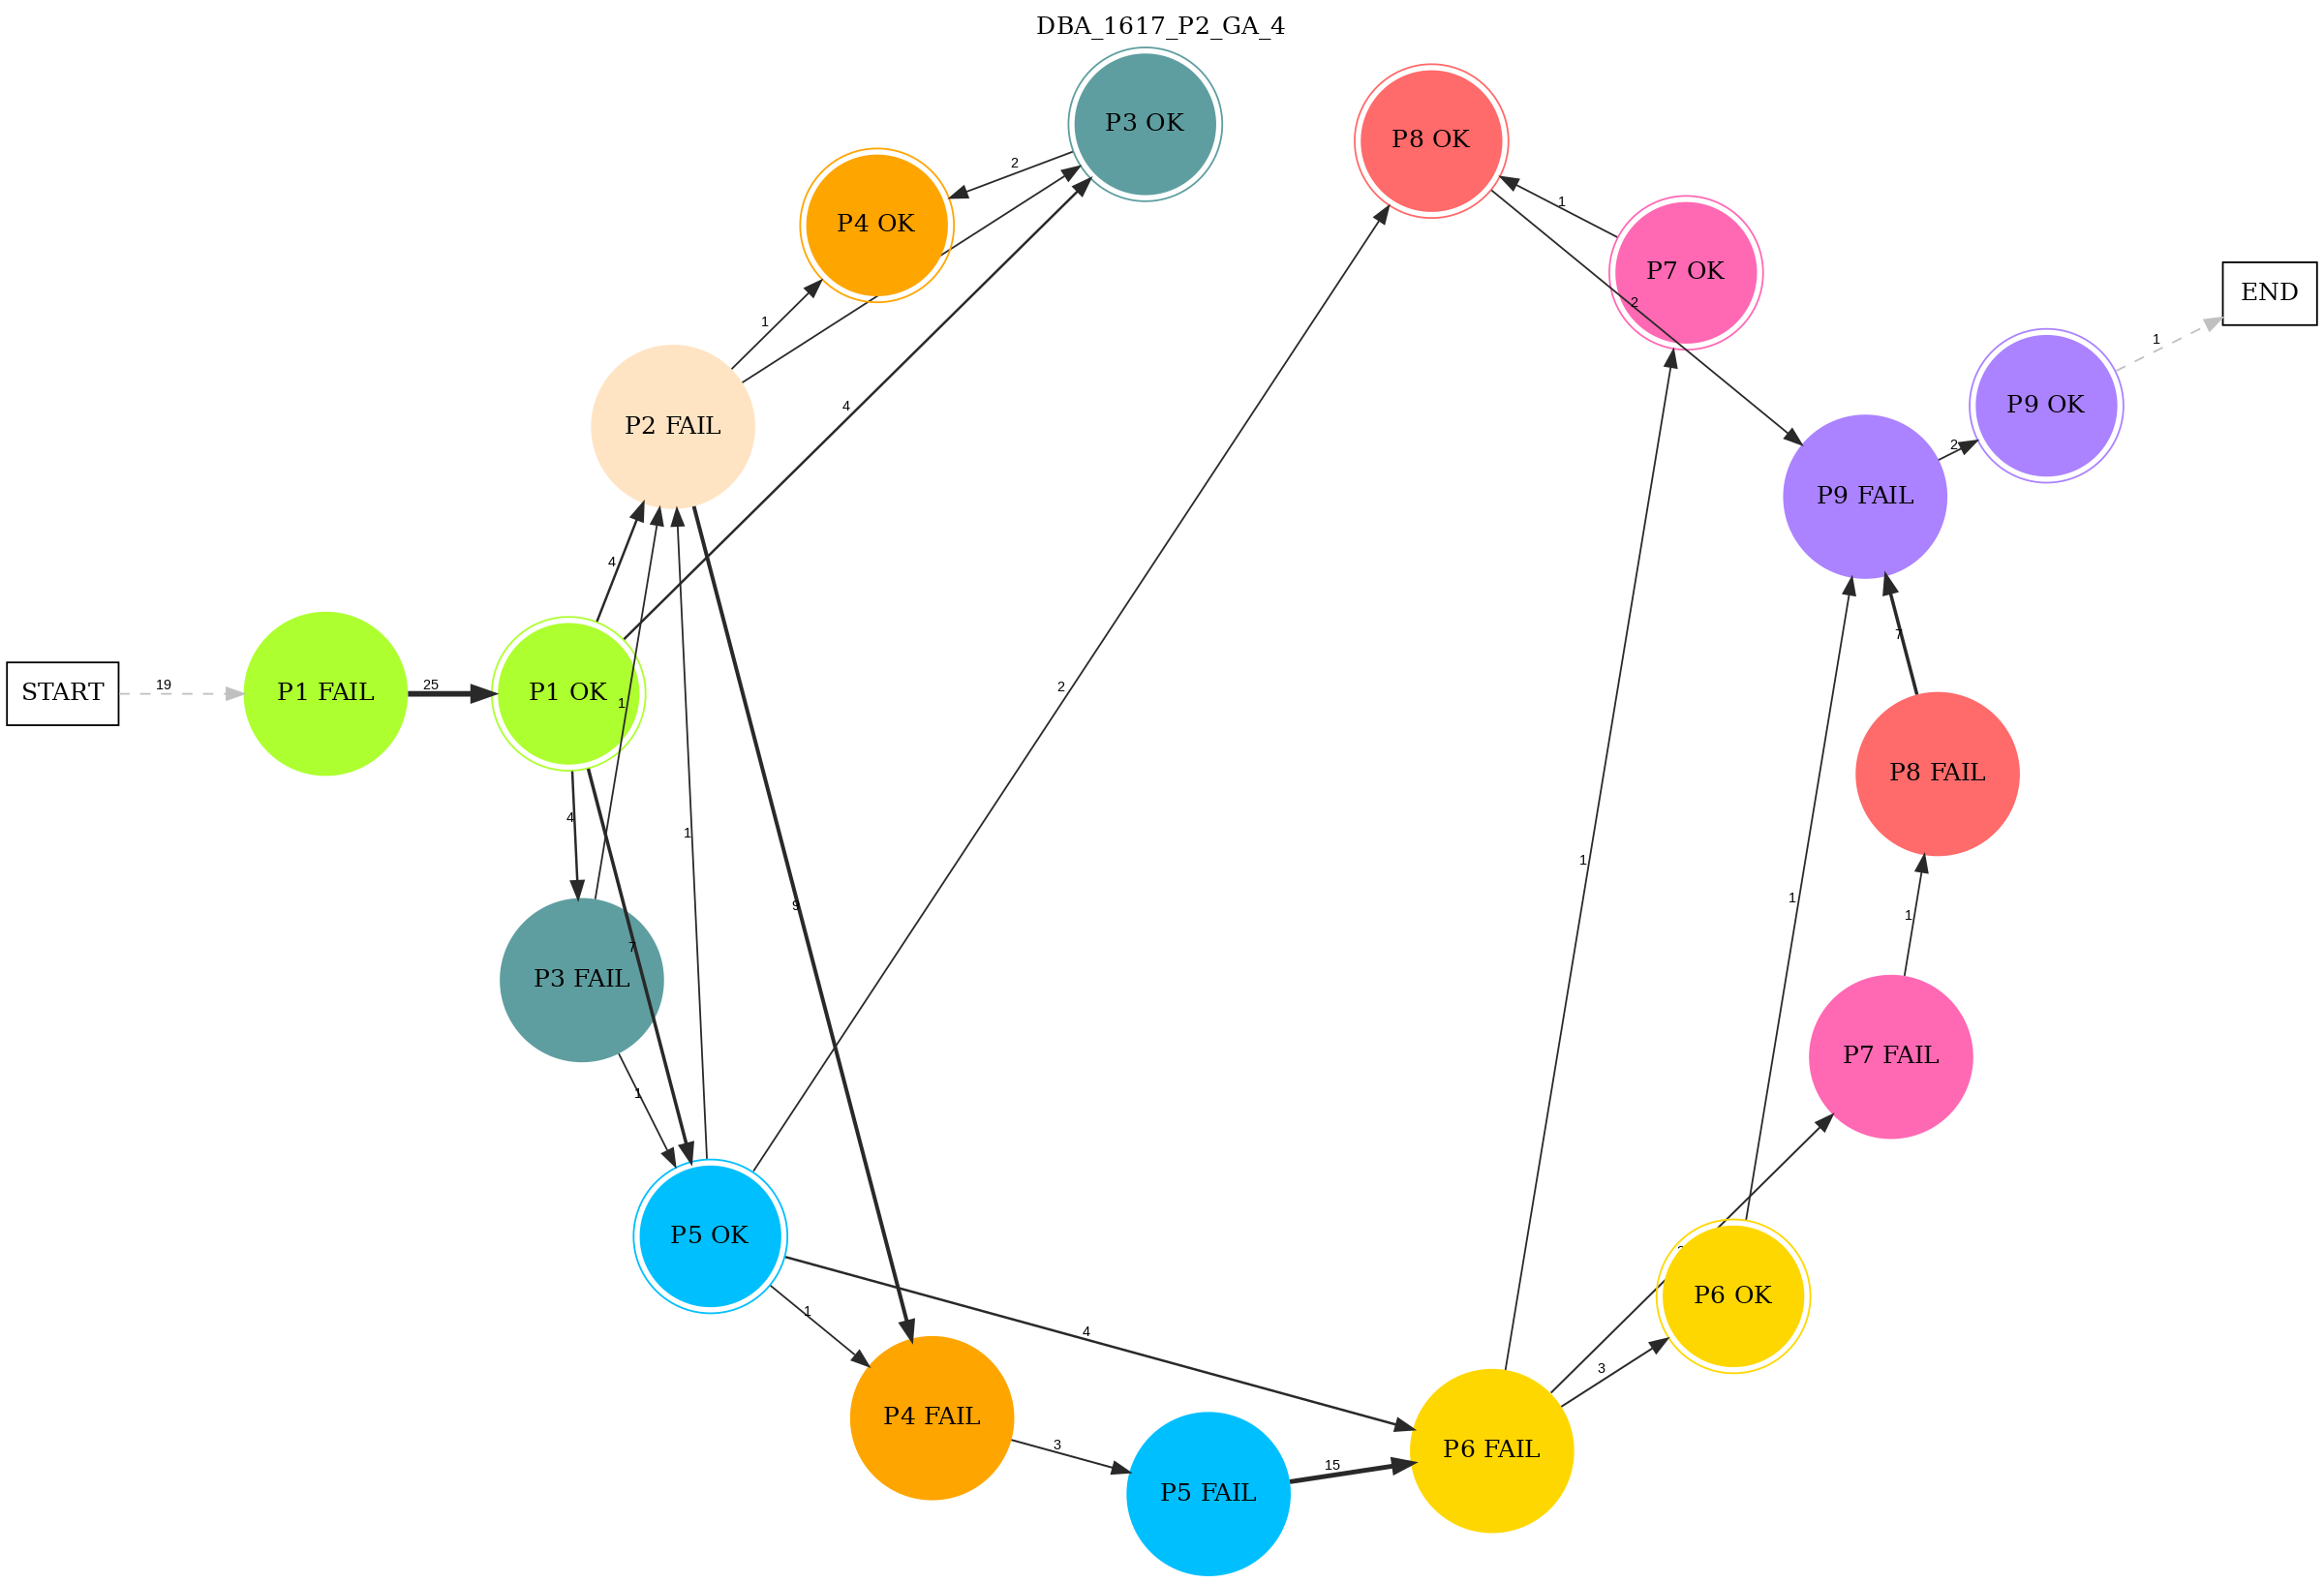 DBA_1617_P2_GA_4
P3 OK
P8 OK
2
1
P4 OK
P7 OK
END
2
1
1
P9 OK
4
P2 FAIL
2
P9 FAIL
4
7
19
25
2
START
P1 FAIL
P1 OK
1
4
P8 FAIL
1
1
1
9
1
7
P3 FAIL
P7 FAIL
1
P5 OK
P6 OK
1
4
3
P4 FAIL
3
P6 FAIL
15
P5 FAIL